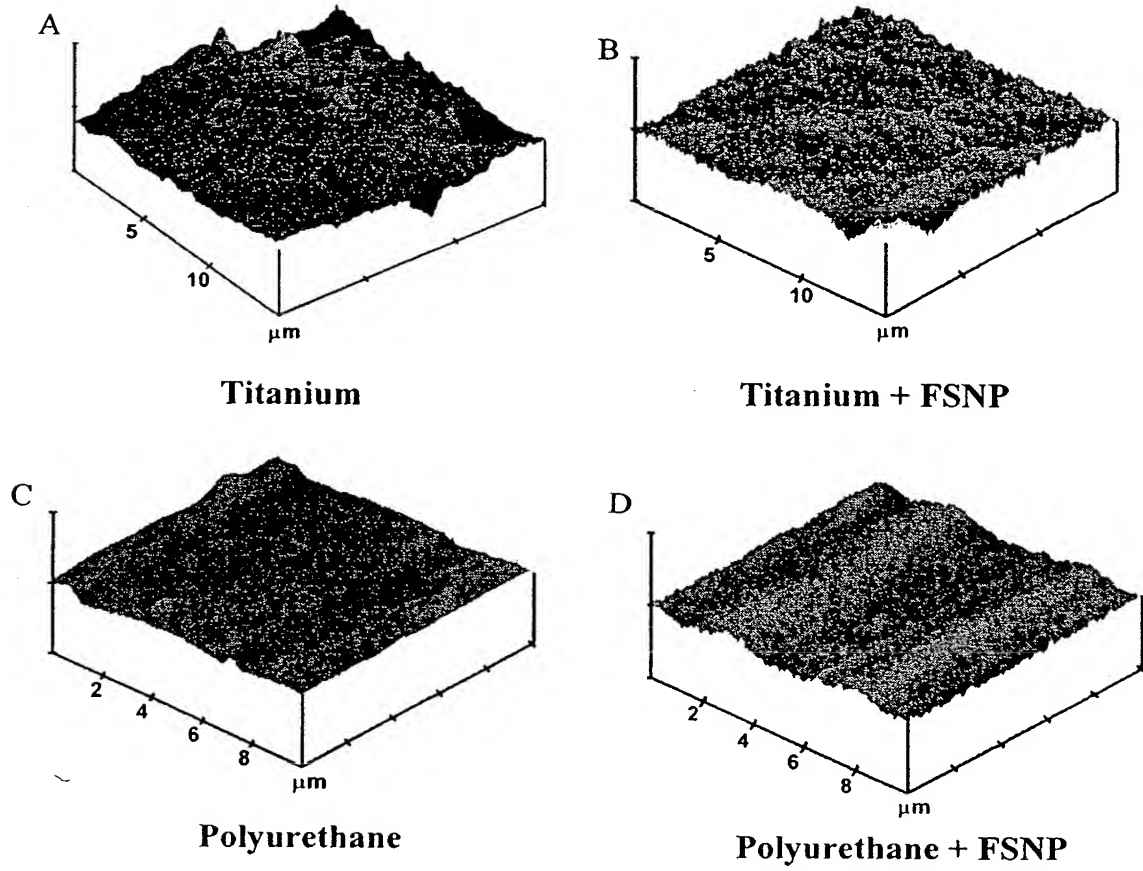 A
5
10
μm
Titanium
B
5
10
μm
Titanium + FSNP
C
2
4
6
8
μm
Polyurethane
D
2
4
6
8
μm
Polyurethane + FSNP